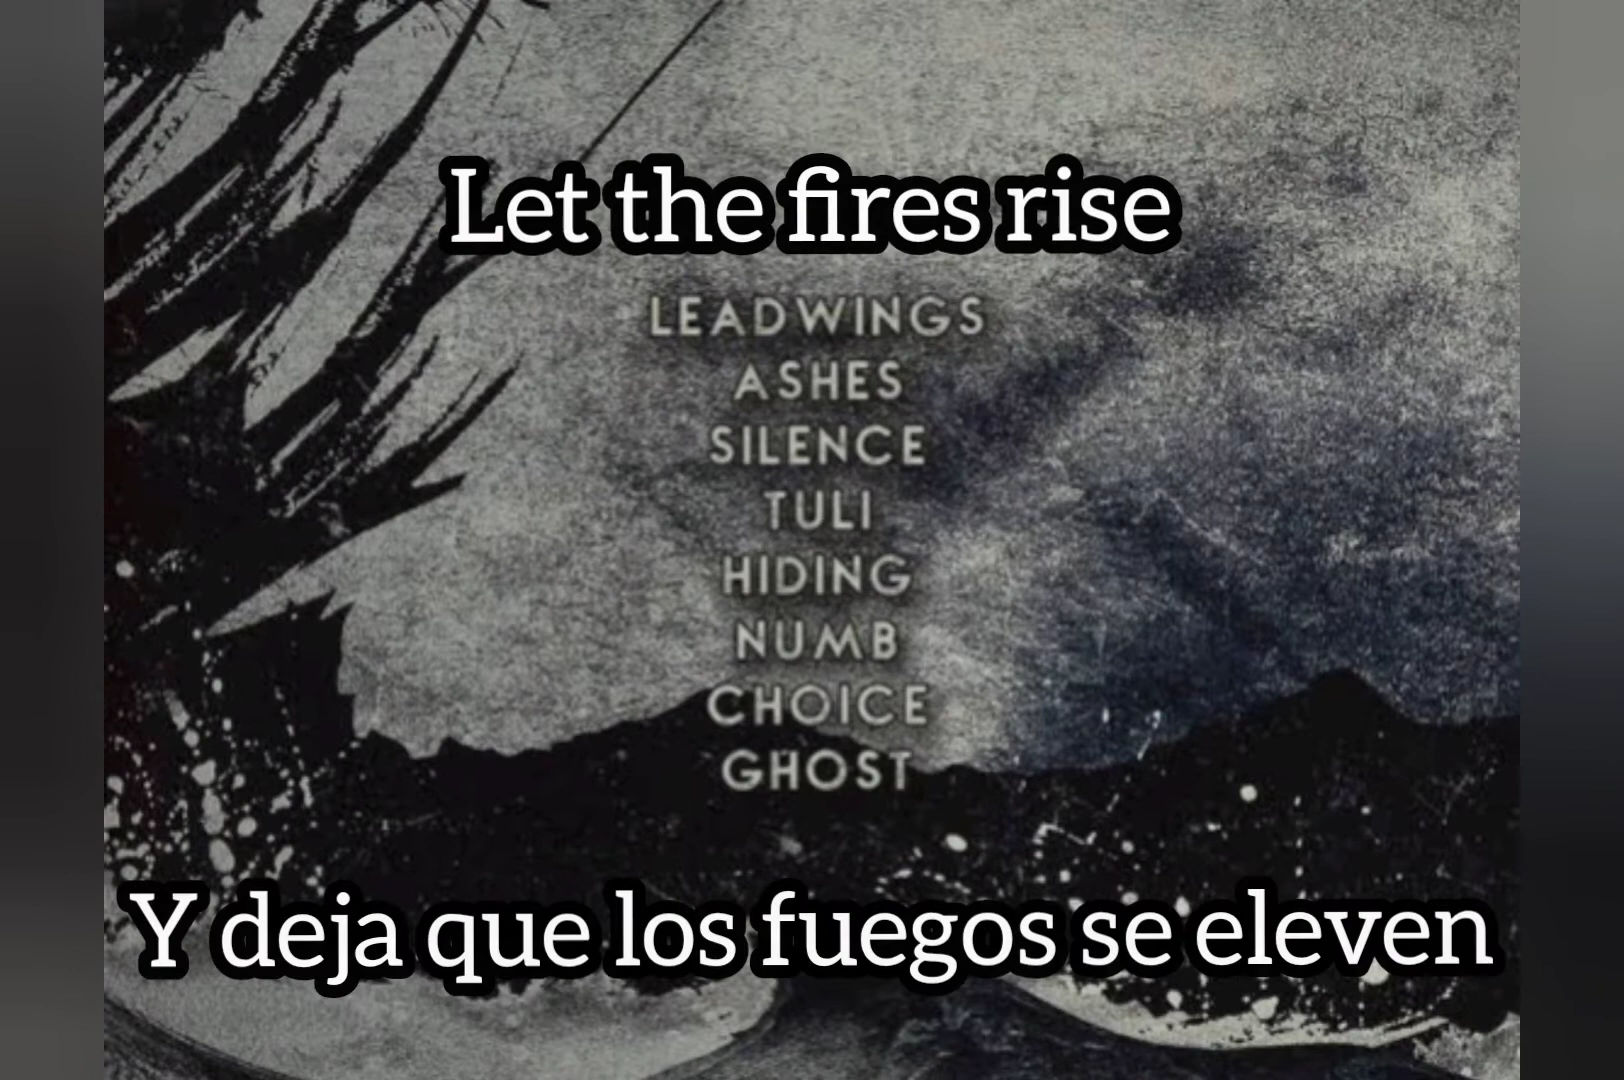 Let the fires rise
LEADWINGS
ASHES
SILENCE
TULI
HIDING
NUMB
CHOICE
GHOST
Y deja que los fuegos se eleven